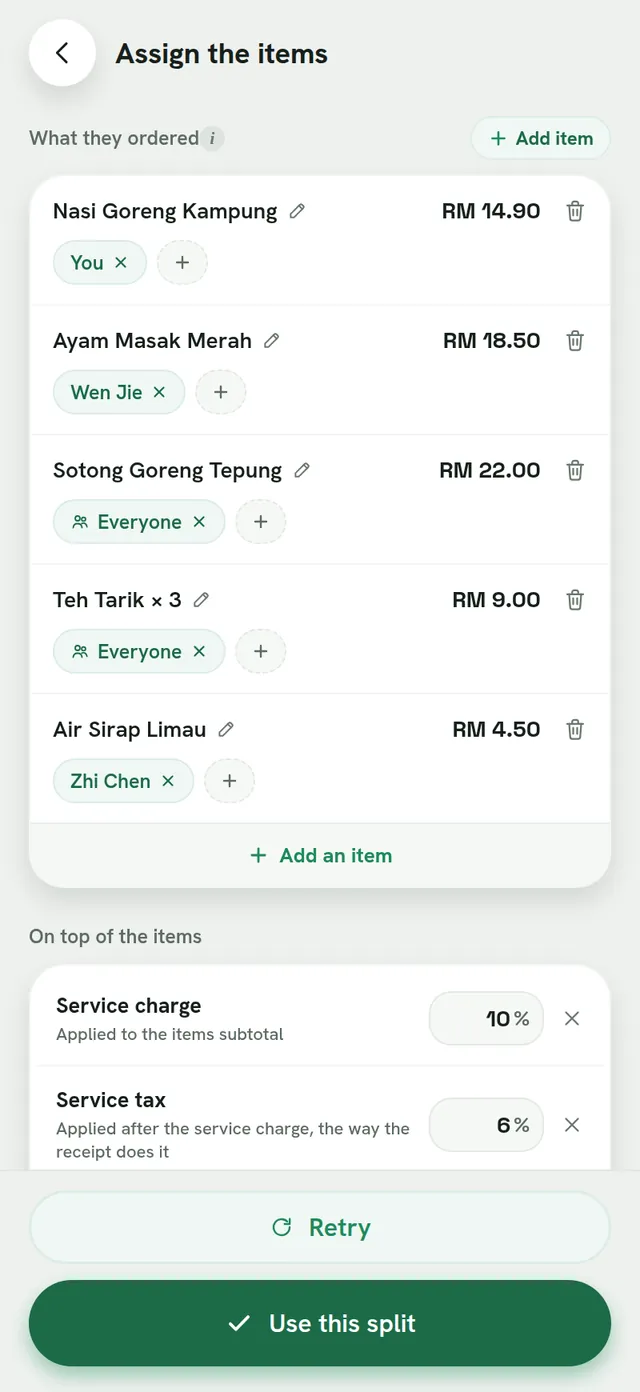 Assign the items
What they ordered i
+ Add item
Nasi Goreng Kampung RM 14.90
You × +
Ayam Masak Merah RM 18.50
Wen Jie × +
Sotong Goreng Tepung RM 22.00
Everyone × +
Teh Tarik × 3 RM 9.00
Everyone × +
Air Sirap Limau RM 4.50
Zhi Chen × +
+ Add an item
On top of the items
Service charge
Applied to the items subtotal
10%
Service tax
Applied after the service charge, the way the
receipt does it
6%
Retry
Use this split